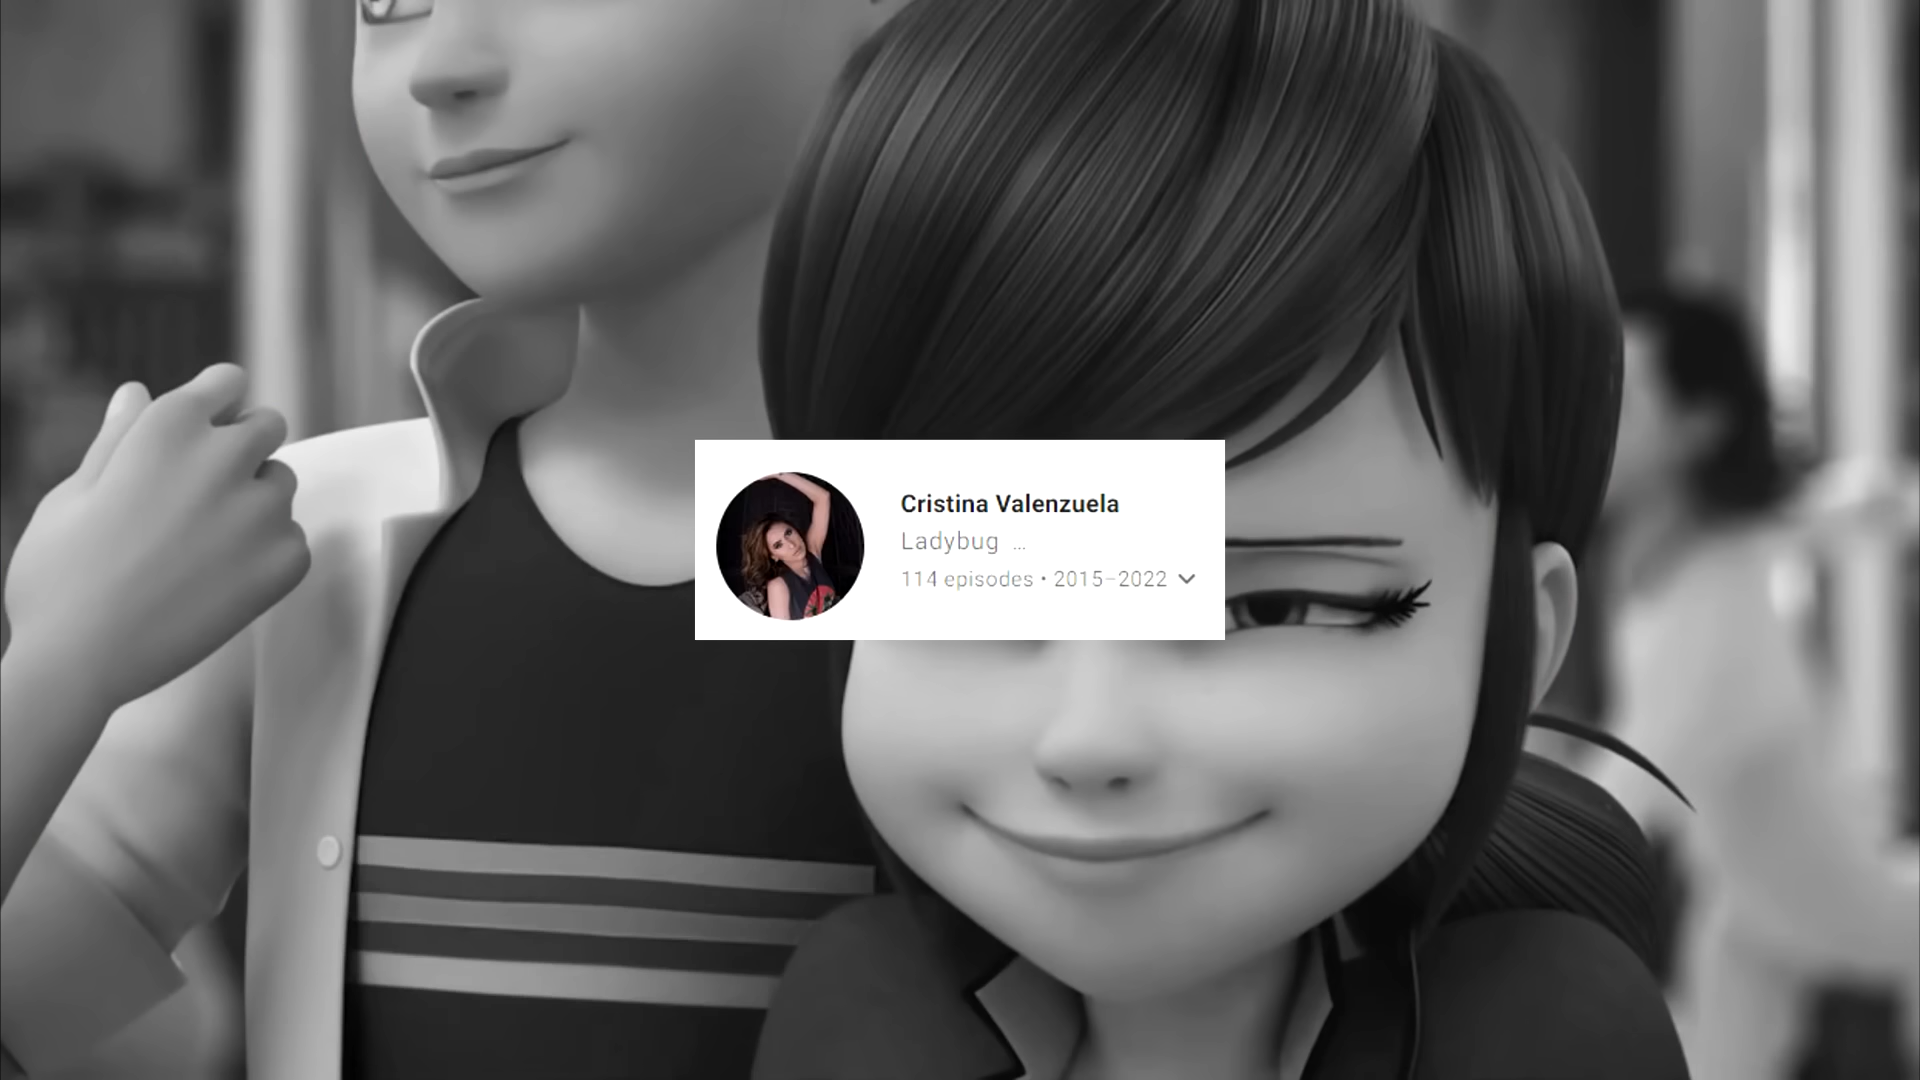 Cristina Valenzuela
Ladybug ...
114 episodes • 2015–2022